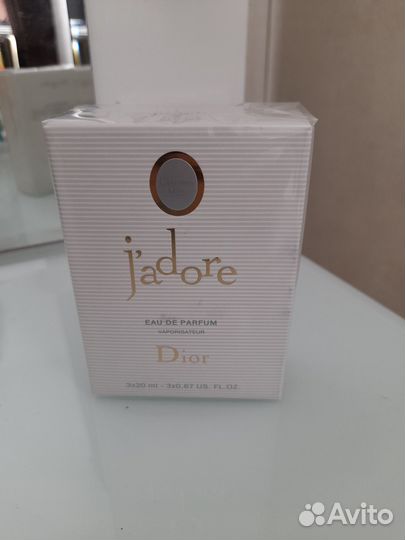 j'adore
EAU DE PARFUM
VAPORISATEUR
Dior
3x20 ml - 3x0.67 US. FL. OZ.
Avito